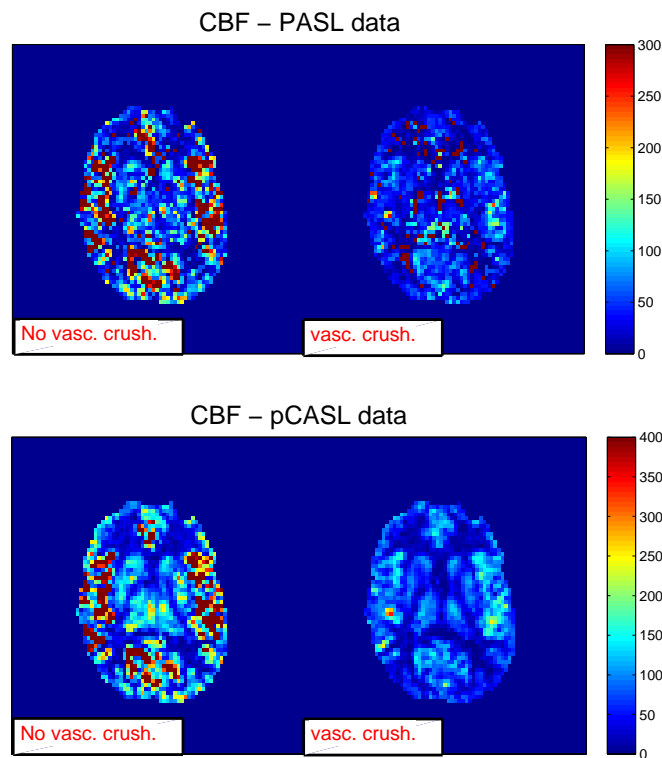 CBF – PASL data
300
250
200
150
100
50
0
No vasc. crush.
vasc. crush.
CBF – pCASL data
400
350
300
250
200
150
100
50
0
No vasc. crush.
vasc. crush.